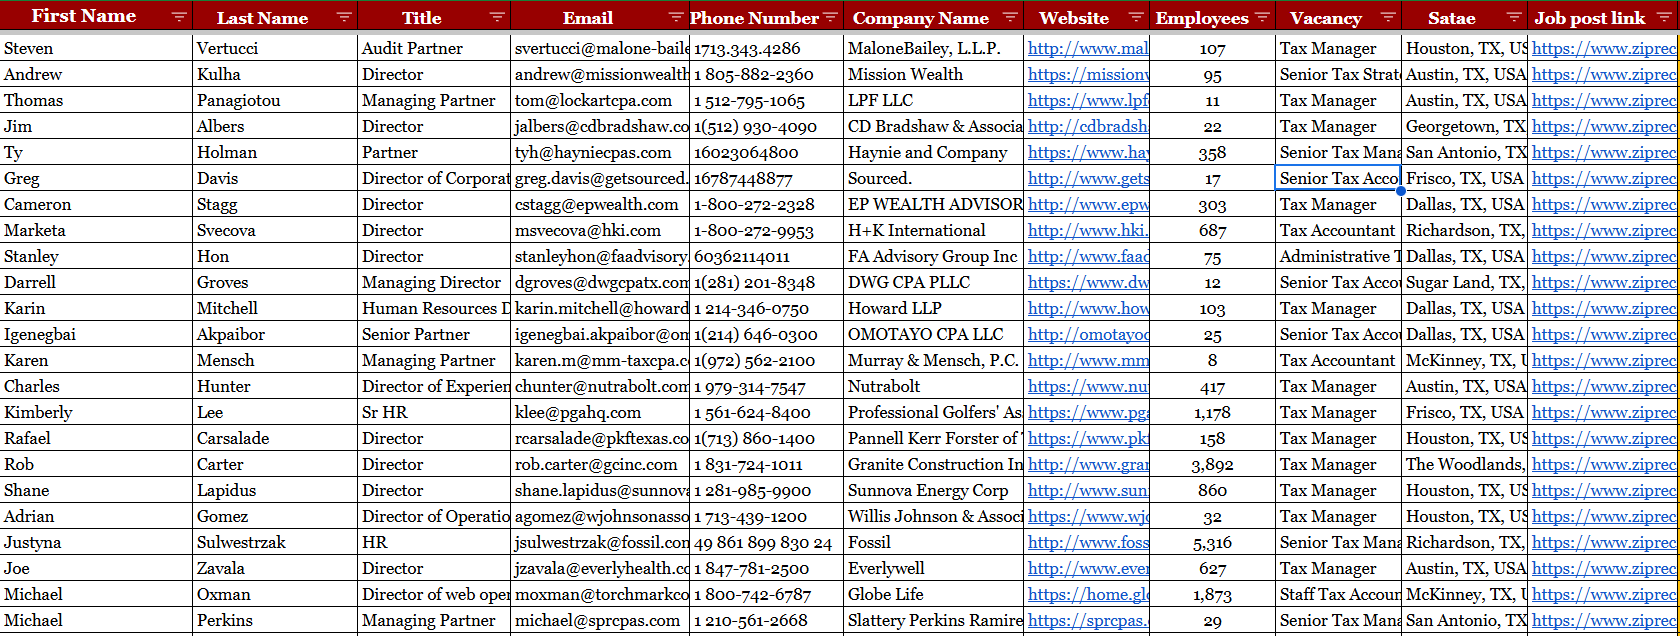 First Name Last Name Title Email Phone Number Company Name Website Employees Vacancy Satae Job post link
Steven Vertucci Audit Partner svertucci@malone-baile 1713.343.4286 MaloneBailey, L.L.P. http://www.mal 107 Tax Manager Houston, TX, US https://www.ziprec
Andrew Kulha Director andrew@missionwealth 1 805-882-2360 Mission Wealth https://missionw 95 Senior Tax Strate Austin, TX, USA https://www.ziprec
Thomas Panagiotou Managing Partner tom@lockartcpa.com 1 512-795-1065 LPF LLC https://www.lpf 11 Tax Manager Austin, TX, USA https://www.ziprec
Jim Albers Director jalbers@cdbradshaw.co 1(512) 930-4090 CD Bradshaw & Associa http://cdbradsh 22 Tax Manager Georgetown, TX https://www.ziprec
Ty Holman Partner tyh@hayniecpas.com 16023064800 Haynie and Company https://www.hay 358 Senior Tax Mana San Antonio, TX https://www.ziprec
Greg Davis Director of Corporat greg.davis@getsourced. 16787448877 Sourced. http://www.gets 17 Senior Tax Acco Frisco, TX, USA https://www.ziprec
Cameron Stagg Director cstagg@epwealth.com 1-800-272-2328 EP WEALTH ADVISOR http://www.epw 303 Tax Manager Dallas, TX, USA https://www.ziprec
Marketa Svecova Director msvecova@hki.com 1-800-272-9953 H+K International http://www.hki. 687 Tax Accountant Richardson, TX, https://www.ziprec
Stanley Hon Director stanleyhon@faadvisory. 60362114011 FA Advisory Group Inc http://www.faad 75 Administrative T Dallas, TX, USA https://www.ziprec
Darrell Groves Managing Director dgroves@dwgcpatx.com 1(281) 201-8348 DWG CPA PLLC https://www.dw 12 Senior Tax Accou Sugar Land, TX, https://www.ziprec
Karin Mitchell Human Resources D karin.mitchell@howard 1 214-346-0750 Howard LLP http://www.how 103 Tax Manager Dallas, TX, USA https://www.ziprec
Igenegbai Akpaibor Senior Partner igenegbai.akpaibor@om 1(214) 646-0300 OMOTAYO CPA LLC http://omotayoc 25 Senior Tax Accou Dallas, TX, USA https://www.ziprec
Karen Mensch Managing Partner karen.m@mm-taxcpa.c 1(972) 562-2100 Murray & Mensch, P.C. http://www.mm 8 Tax Accountant McKinney, TX, U https://www.ziprec
Charles Hunter Director of Experien chunter@nutrabolt.com 1 979-314-7547 Nutrabolt https://www.nu 417 Tax Manager Austin, TX, USA https://www.ziprec
Kimberly Lee Sr HR klee@pgahq.com 1 561-624-8400 Professional Golfers' As http://www.pga 1,178 Tax Manager Frisco, TX, USA https://www.ziprec
Rafael Carsalade Director rcarsalade@pkftexas.co 1(713) 860-1400 Pannell Kerr Forster of T http://www.pkf 158 Tax Manager Houston, TX, US https://www.ziprec
Rob Carter Director rob.carter@gcinc.com 1 831-724-1011 Granite Construction In http://www.gran 3,892 Tax Manager The Woodlands, https://www.ziprec
Shane Lapidus Director shane.lapidus@sunnova 1 281-985-9900 Sunnova Energy Corp http://www.sun 860 Tax Manager Houston, TX, US https://www.ziprec
Adrian Gomez Director of Operatio agomez@wjohnsonasso 1 713-439-1200 Willis Johnson & Associ http://www.wjo 32 Tax Manager Houston, TX, US https://www.ziprec
Justyna Sulwestrzak HR jsulwestrzak@fossil.com 49 861 899 830 24 Fossil http://www.foss 5,316 Senior Tax Mana Richardson, TX, https://www.ziprec
Joe Zavala Director jzavala@everlyhealth.co 1 847-781-2500 Everlywell http://www.ever 627 Tax Manager Austin, TX, USA https://www.ziprec
Michael Oxman Director of web oper moxman@torchmarkco 1 800-742-6787 Globe Life https://home.glo 1,873 Staff Tax Accoun McKinney, TX, U https://www.ziprec
Michael Perkins Managing Partner michael@sprcpas.com 1 210-561-2668 Slattery Perkins Ramire https://sprcpas. 29 Senior Tax Mana San Antonio, TX https://www.ziprec